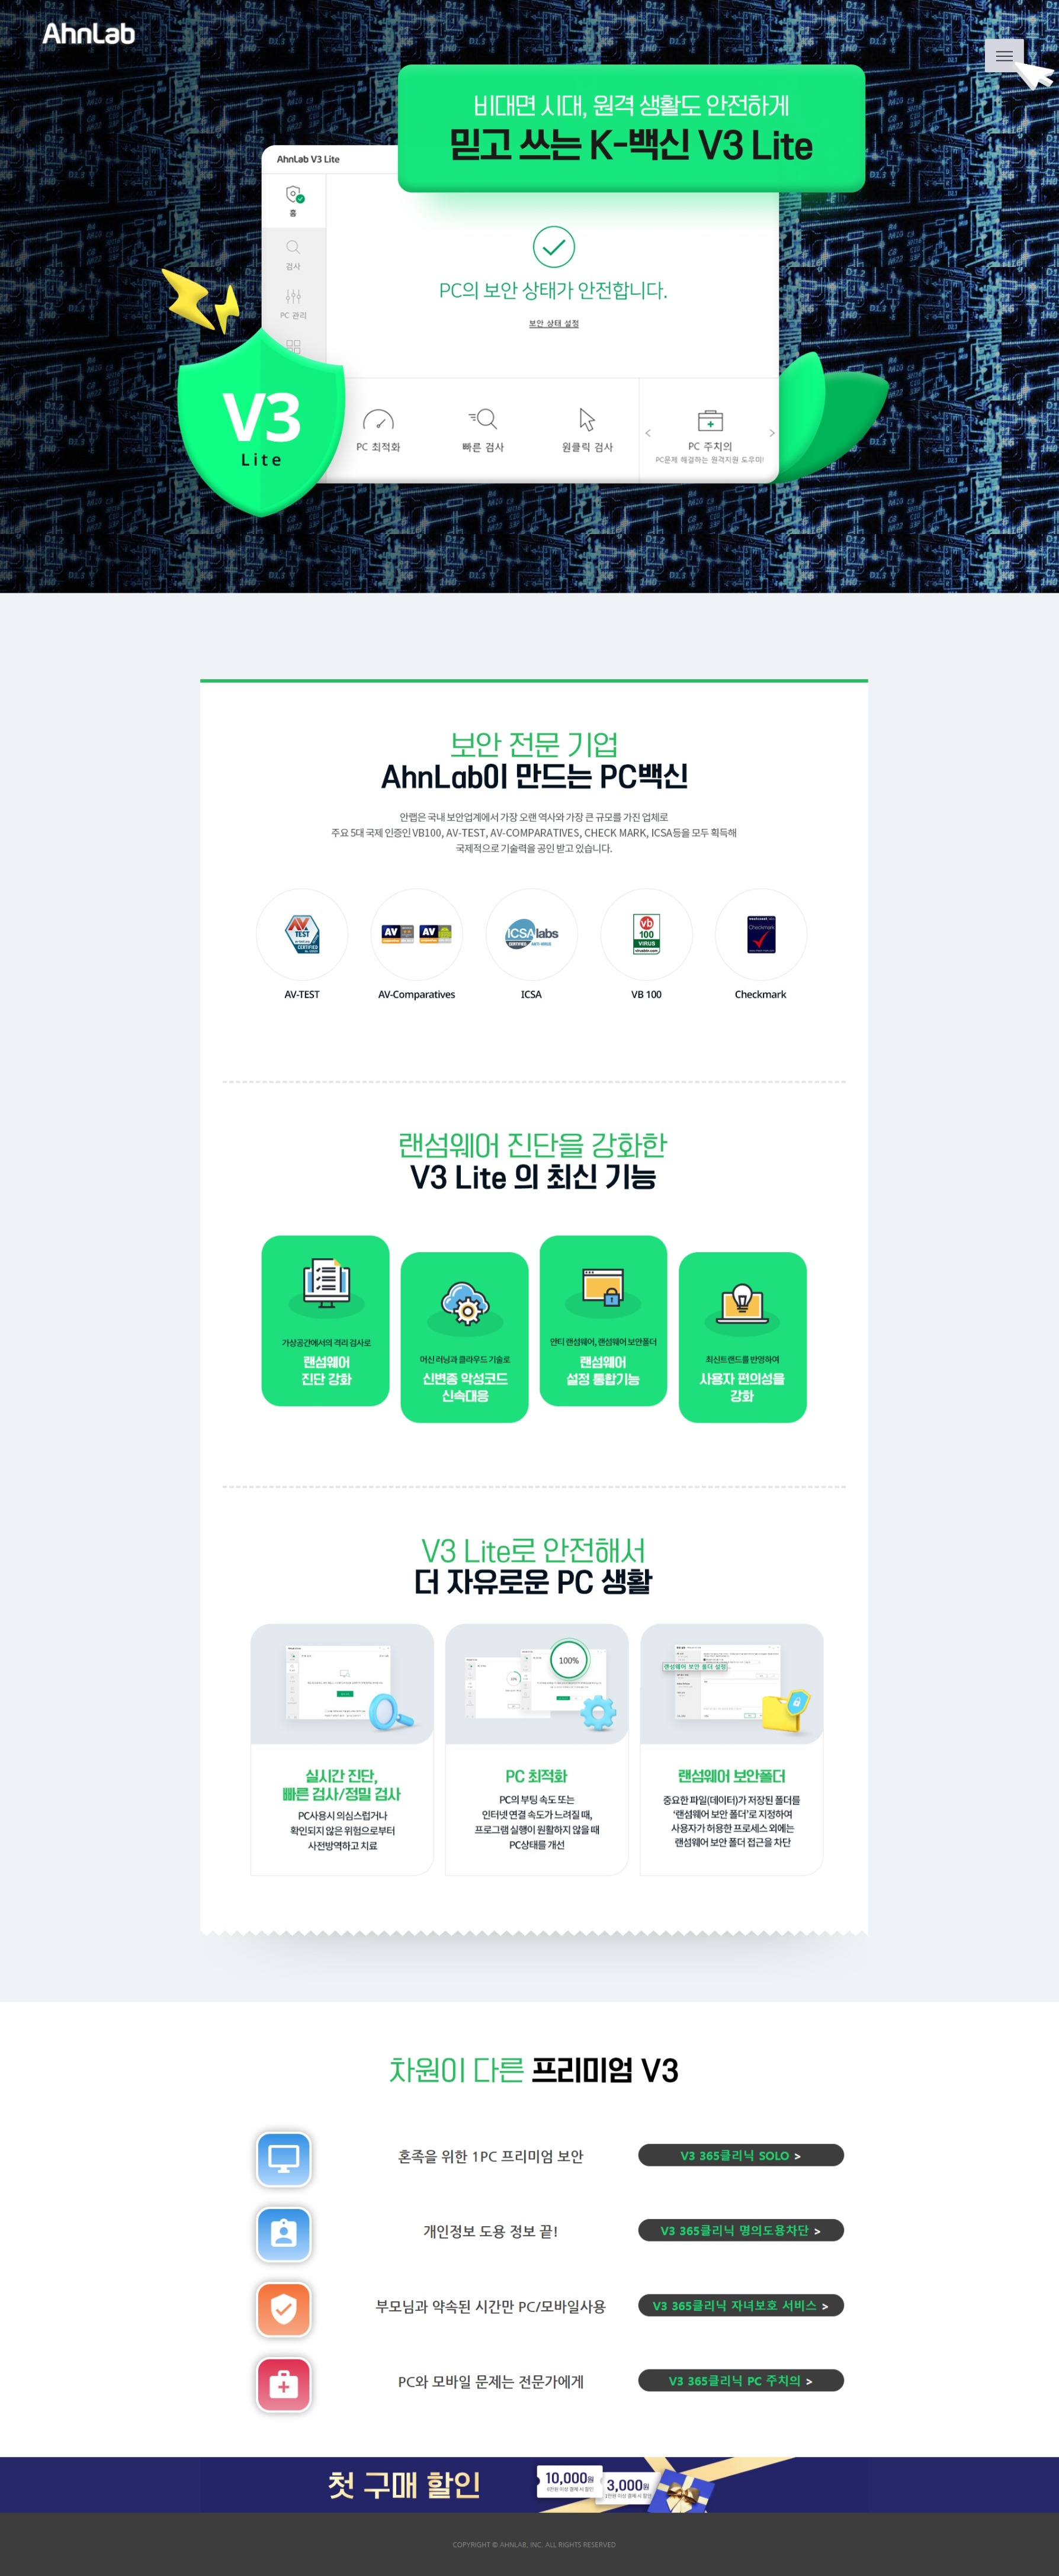 AhnLab
비대면 시대, 원격 생활도 안전하게
믿고 쓰는 K-백신 V3 Lite
AhnLab V3 Lite
홈
검사
PC 관리
PC의 보안 상태가 안전합니다.
보안 상태 설정
V3
Lite
PC 최적화
빠른 검사
원클릭 검사
PC 주치의
PC문제 해결하는 원격지원 도우미!
보안 전문 기업
AhnLab이 만드는 PC백신
안랩은 국내 보안업계에서 가장 오랜 역사와 가장 큰 규모를 가진 업체로
주요 5대 국제 인증인 VB100, AV-TEST, AV-COMPARATIVES, CHECK MARK, ICSA등을 모두 획득해
국제적으로 기술력을 공인 받고 있습니다.
AV TEST
AV AV
ICSA labs
vb 100 VIRUS
Checkmark
AV-TEST
AV-Comparatives
ICSA
VB 100
Checkmark
랜섬웨어 진단을 강화한
V3 Lite 의 최신 기능
가상공간에서의 격리 검사로
랜섬웨어
진단 강화
머신 러닝과 클라우드 기술로
신변종 악성코드
신속대응
안티 랜섬웨어, 랜섬웨어 보안폴더
랜섬웨어
설정 통합기능
최신트랜드를 반영하여
사용자 편의성을
강화
V3 Lite로 안전해서
더 자유로운 PC 생활
100%
랜섬웨어 보안 폴더 설정
실시간 진단,
빠른 검사/정밀 검사
PC사용시 의심스럽거나
확인되지 않은 위험으로부터
사전방역하고 치료
PC 최적화
PC의 부팅 속도 또는
인터넷 연결 속도가 느려질 때,
프로그램 실행이 원활하지 않을 때
PC상태를 개선
랜섬웨어 보안폴더
중요한 파일(데이터)가 저장된 폴더를
‘랜섬웨어 보안 폴더’로 지정하여
사용자가 허용한 프로세스 외에는
랜섬웨어 보안 폴더 접근을 차단
차원이 다른 프리미엄 V3
혼족을 위한 1PC 프리미엄 보안
V3 365클리닉 SOLO >
개인정보 도용 정보 끝!
V3 365클리닉 명의도용차단 >
부모님과 약속된 시간만 PC/모바일사용
V3 365클리닉 자녀보호 서비스 >
PC와 모바일 문제는 전문가에게
V3 365클리닉 PC 주치의 >
첫 구매 할인
10,000원
3,000원
COPYRIGHT © AHNLAB, INC. ALL RIGHTS RESERVED